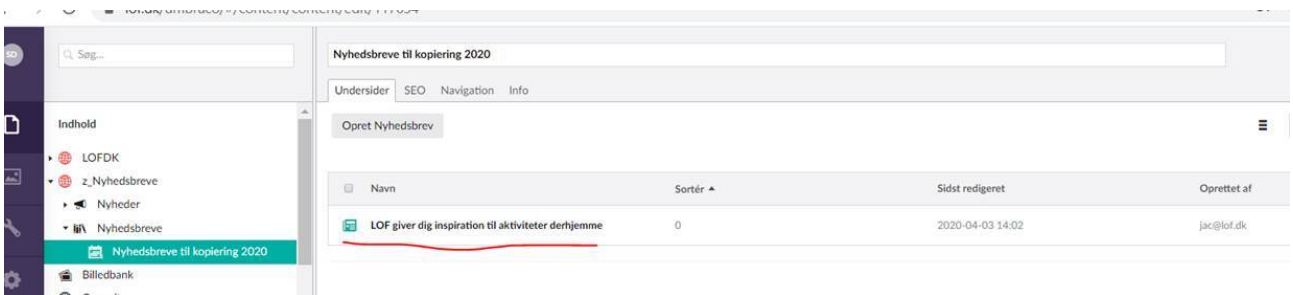 SD
Søg...
Nyhedsbreve til kopiering 2020
Undersider SEO Navigation Info
Indhold
Opret Nyhedsbrev
LOFDK
z_Nyhedsbreve
Navn Sortér Sidst redigeret Oprettet af
Nyheder
Nyhedsbreve
LOF giver dig inspiration til aktiviteter derhjemme 0 2020-04-03 14:02 jac@lof.dk
Nyhedsbreve til kopiering 2020
Billedbank